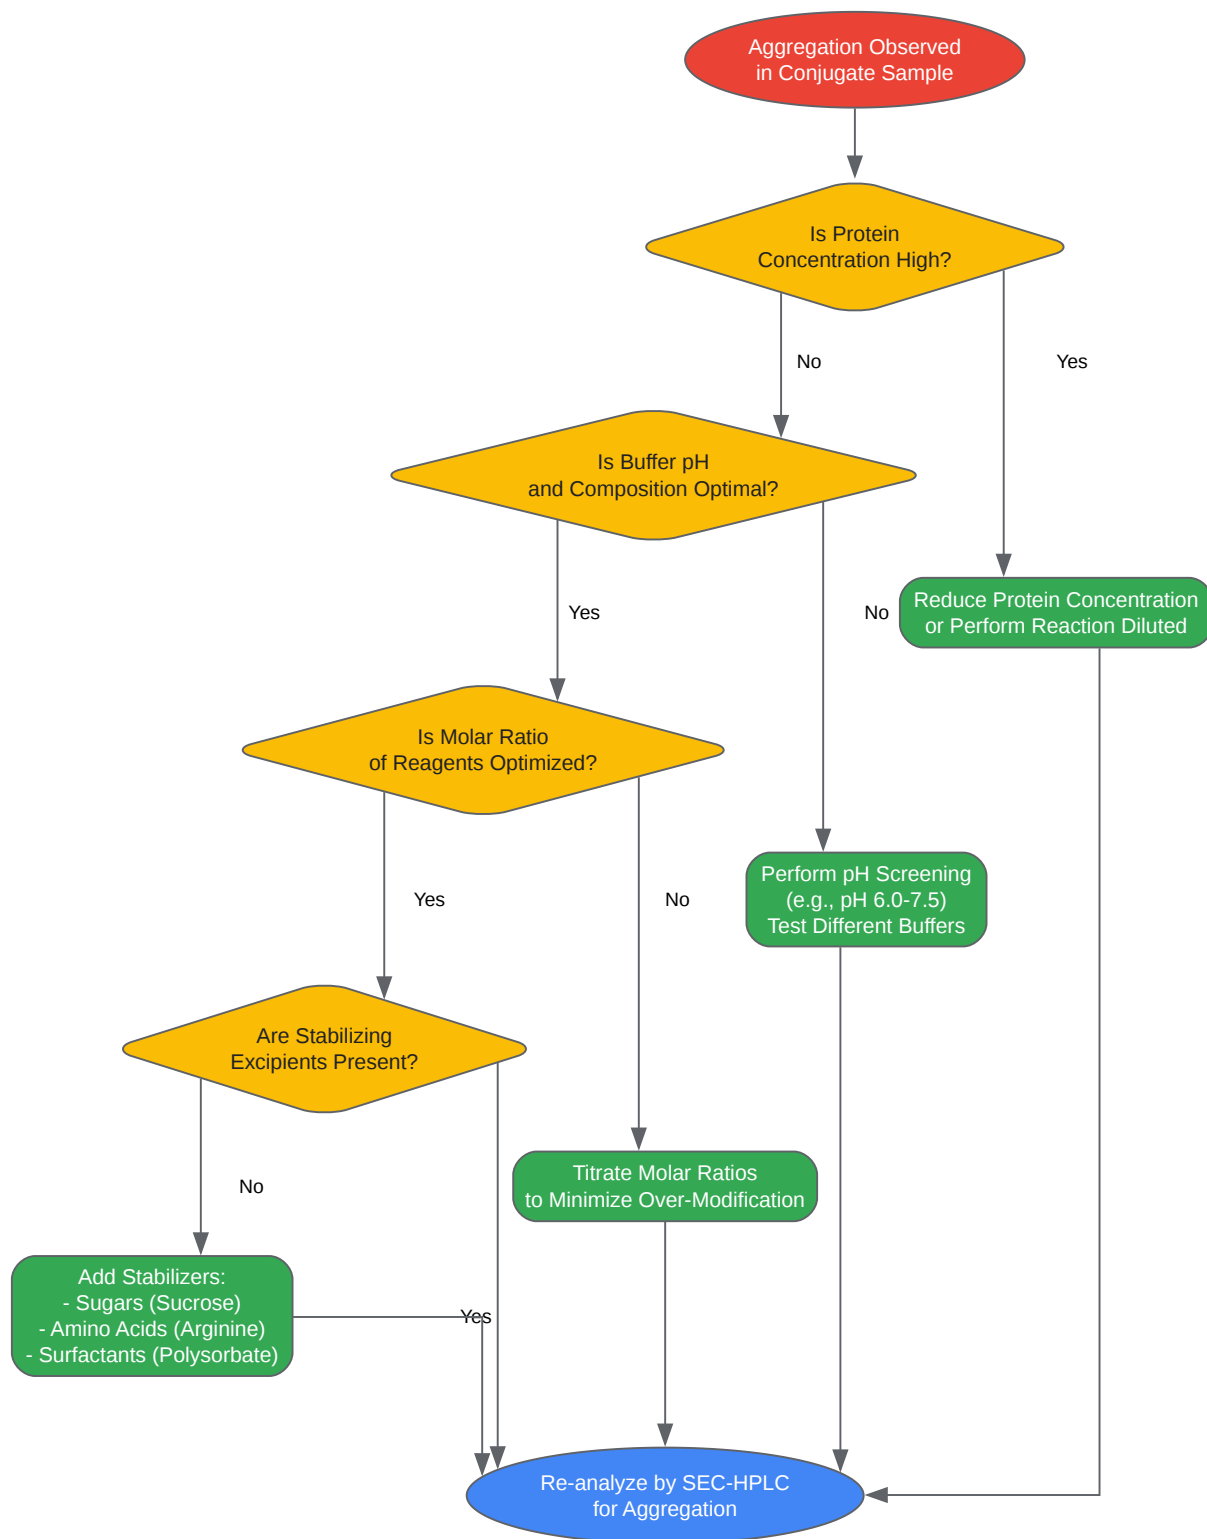 Aggregation Observed
in Conjugate Sample
Is Protein
Concentration High?
No
Yes
Is Buffer pH
and Composition Optimal?
Yes
No
Reduce Protein Concentration
or Perform Reaction Diluted
Is Molar Ratio
of Reagents Optimized?
Yes
No
Perform pH Screening
(e.g., pH 6.0-7.5)
Test Different Buffers
Are Stabilizing
Excipients Present?
No
Yes
Titrate Molar Ratios
to Minimize Over-Modification
Add Stabilizers:
- Sugars (Sucrose)
- Amino Acids (Arginine)
- Surfactants (Polysorbate)
Re-analyze by SEC-HPLC
for Aggregation